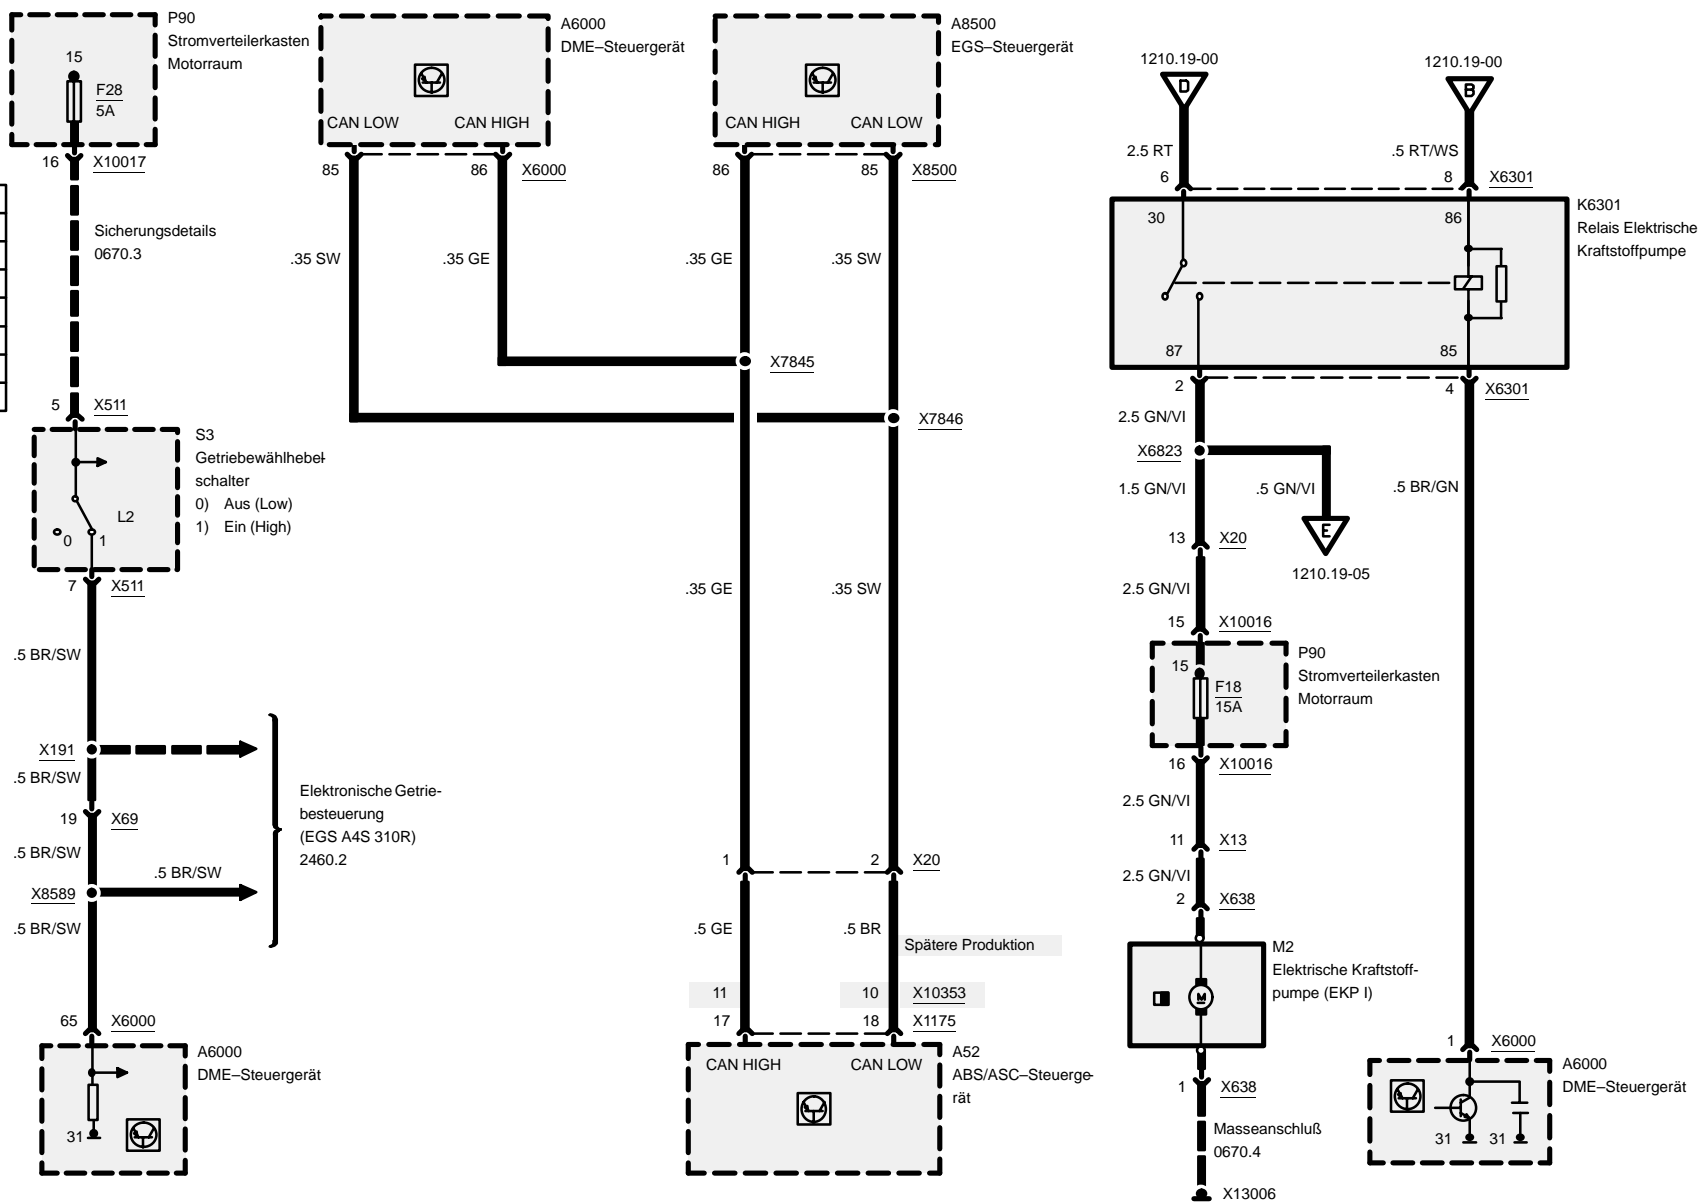 P90
Stromverteilerkasten
Motorraum
15
F28
5A
16
X10017
Sicherungsdetails
0670.3
5
X511
S3
Getriebewählhebel-
schalter
0) Aus (Low)
1) Ein (High)
L2
0
1
7
X511
.5 BR/SW
X191
.5 BR/SW
19
X69
.5 BR/SW
.5 BR/SW
X8589
.5 BR/SW
Elektronische Getrie-
besteuerung
(EGS A4S 310R)
2460.2
65
X6000
A6000
DME–Steuergerät
31
A6000
DME–Steuergerät
CAN LOW
CAN HIGH
85
86
X6000
.35 SW
.35 GE
A8500
EGS–Steuergerät
CAN HIGH
CAN LOW
86
85
X8500
.35 GE
.35 SW
X7845
X7846
.35 GE
.35 SW
1
2
X20
.5 GE
.5 BR
Spätere Produktion
11
10
X10353
17
18
X1175
CAN HIGH
CAN LOW
A52
ABS/ASC–Steuerge-
rät
1210.19-00
D
2.5 RT
6
1210.19-00
B
.5 RT/WS
8
X6301
K6301
Relais Elektrische
Kraftstoffpumpe
30
86
87
85
2
4
X6301
2.5 GN/VI
X6823
1.5 GN/VI
.5 GN/VI
E
1210.19-05
.5 BR/GN
13
X20
2.5 GN/VI
15
X10016
P90
Stromverteilerkasten
Motorraum
15
F18
15A
16
X10016
2.5 GN/VI
11
X13
2.5 GN/VI
2
X638
M2
Elektrische Kraftstoff-
pumpe (EKP I)
M
1
X638
Masseanschluß
0670.4
X13006
1
X6000
A6000
DME–Steuergerät
31
31